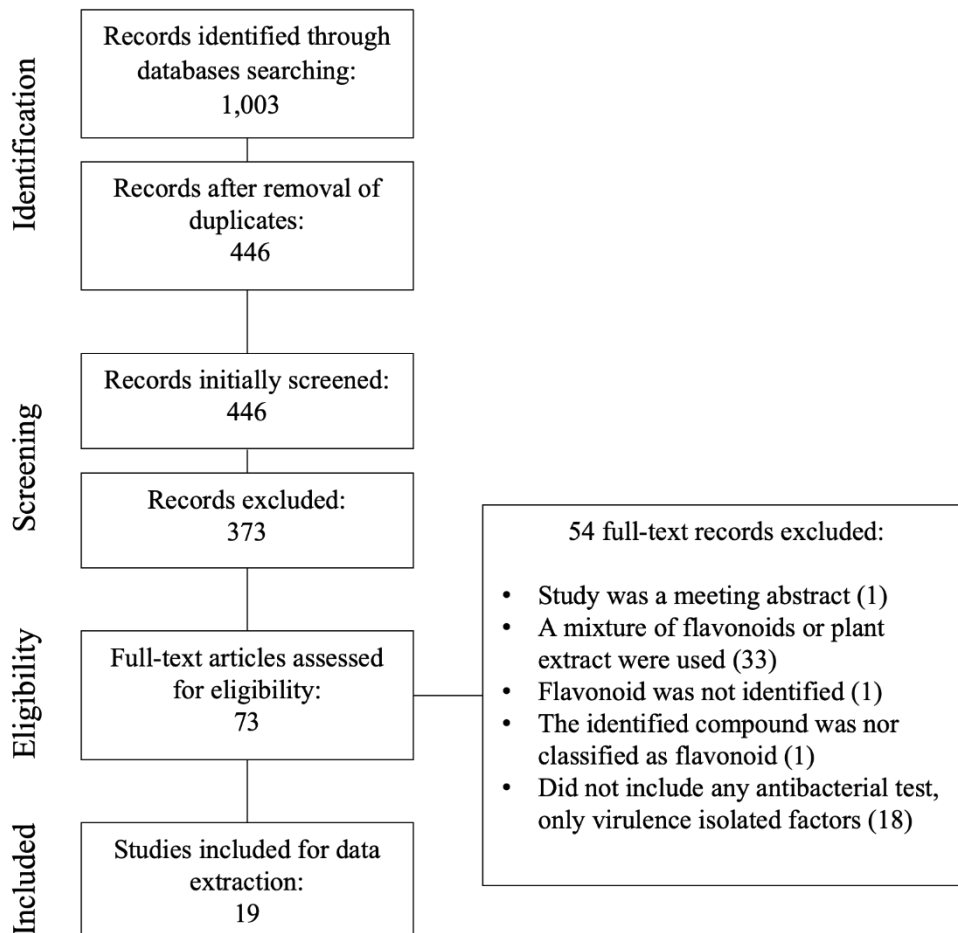 Identification
Records identified through
databases searching:
1,003
Records after removal of
duplicates:
446
Screening
Records initially screened:
446
Records excluded:
373
Eligibility
Full-text articles assessed
for eligibility:
73
54 full-text records excluded:
• Study was a meeting abstract (1)
• A mixture of flavonoids or plant
extract were used (33)
• Flavonoid was not identified (1)
• The identified compound was nor
classified as flavonoid (1)
• Did not include any antibacterial test,
only virulence isolated factors (18)
Included
Studies included for data
extraction:
19